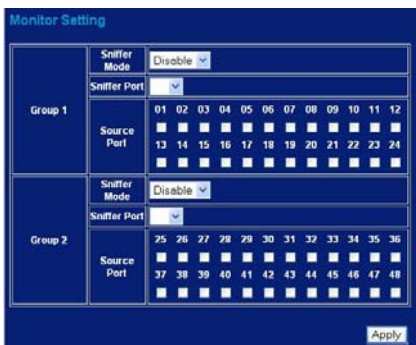 Monitor Setting
Group 1
Sniffer Mode
Disable
Sniffer Port
Source Port
01 02 03 04 05 06 07 08 09 10 11 12
13 14 15 16 17 18 19 20 21 22 23 24
Group 2
Sniffer Mode
Disable
Sniffer Port
Source Port
25 26 27 28 29 30 31 32 33 34 35 36
37 38 39 40 41 42 43 44 45 46 47 48
Apply